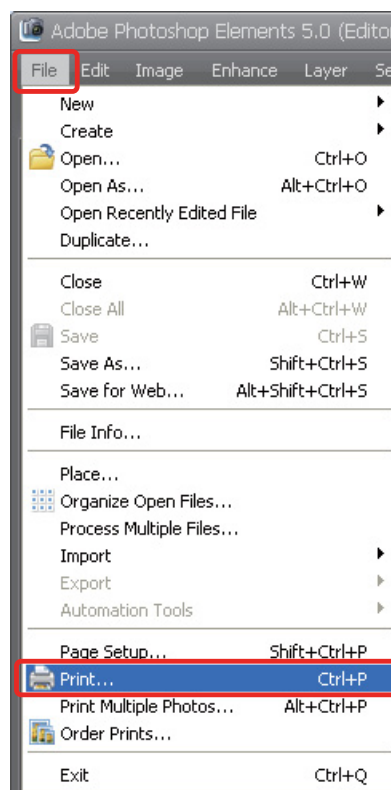 Adobe Photoshop Elements 5.0 (Edito
File Edit Image Enhance Layer Se
New
Create
Open... Ctrl+O
Open As... Alt+Ctrl+O
Open Recently Edited File
Duplicate...
Close Ctrl+W
Close All Alt+Ctrl+W
Save Ctrl+S
Save As... Shift+Ctrl+S
Save for Web... Alt+Shift+Ctrl+S
File Info...
Place...
Organize Open Files...
Process Multiple Files...
Import
Export
Automation Tools
Page Setup... Shift+Ctrl+P
Print... Ctrl+P
Print Multiple Photos... Alt+Ctrl+P
Order Prints...
Exit Ctrl+Q